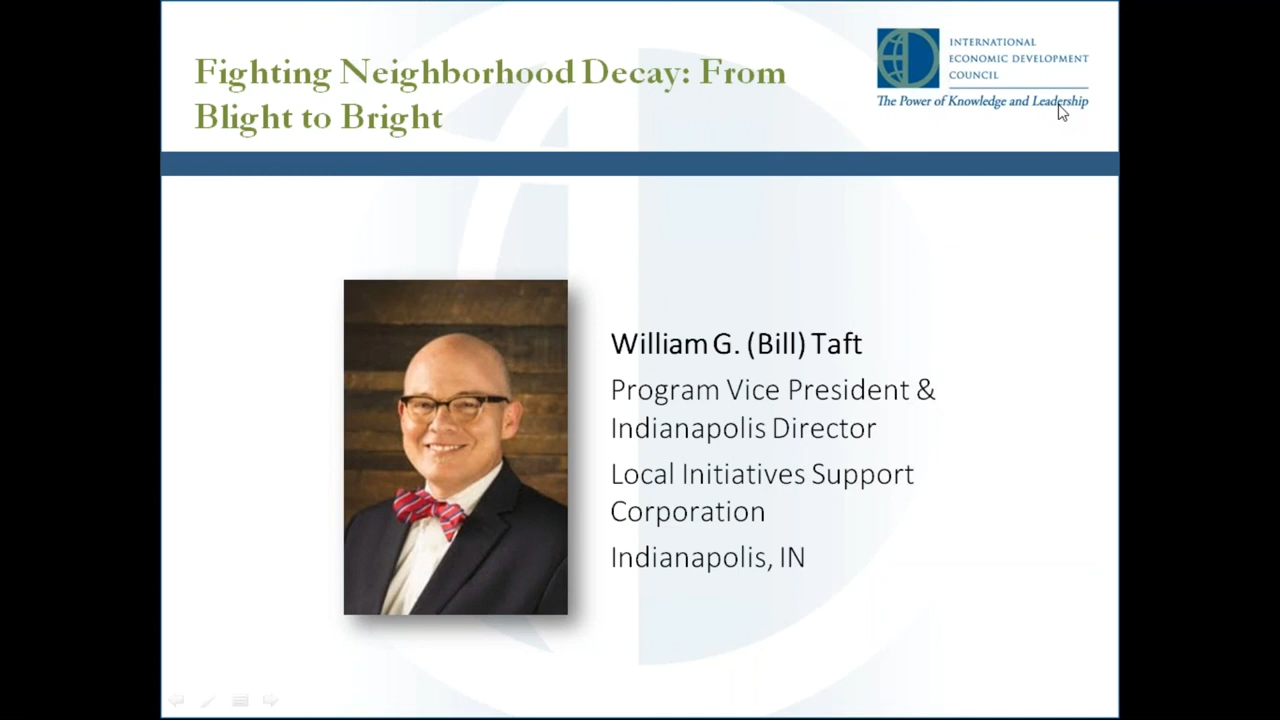 Fighting Neighborhood Decay: From
Blight to Bright
INTERNATIONAL
ECONOMIC DEVELOPMENT
COUNCIL
The Power of Knowledge and Leadership
William G. (Bill) Taft
Program Vice President &
Indianapolis Director
Local Initiatives Support
Corporation
Indianapolis, IN